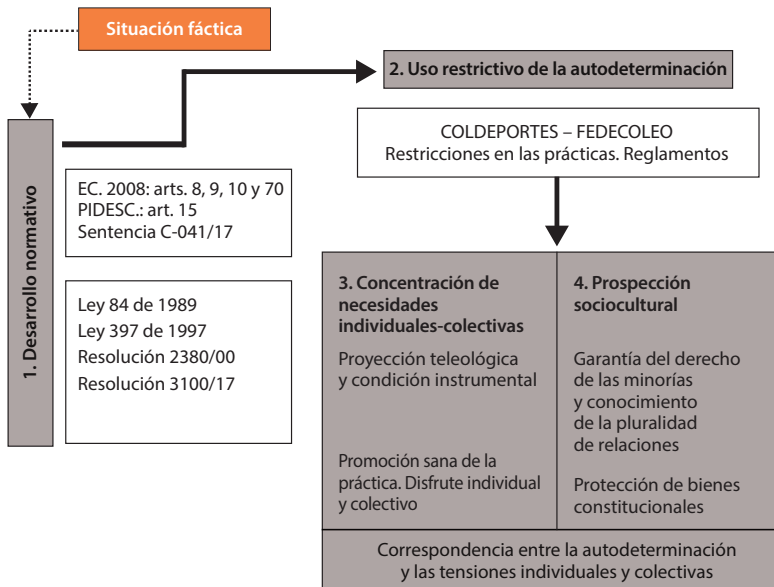 Situación fáctica
1. Desarrollo normativo
EC. 2008: arts. 8, 9, 10 y 70
PIDESC.: art. 15
Sentencia C-041/17
Ley 84 de 1989
Ley 397 de 1997
Resolución 2380/00
Resolución 3100/17
2. Uso restrictivo de la autodeterminación
COLDEPORTES – FEDECOLEO
Restricciones en las prácticas. Reglamentos
3. Concentración de
necesidades
individuales-colectivas
Proyección teleológica
y condición instrumental
Promoción sana de la
práctica. Disfrute individual
y colectivo
4. Prospección
sociocultural
Garantía del derecho
de las minorías
y conocimiento
de la pluralidad
de relaciones
Protección de bienes
constitucionales
Correspondencia entre la autodeterminación
y las tensiones individuales y colectivas